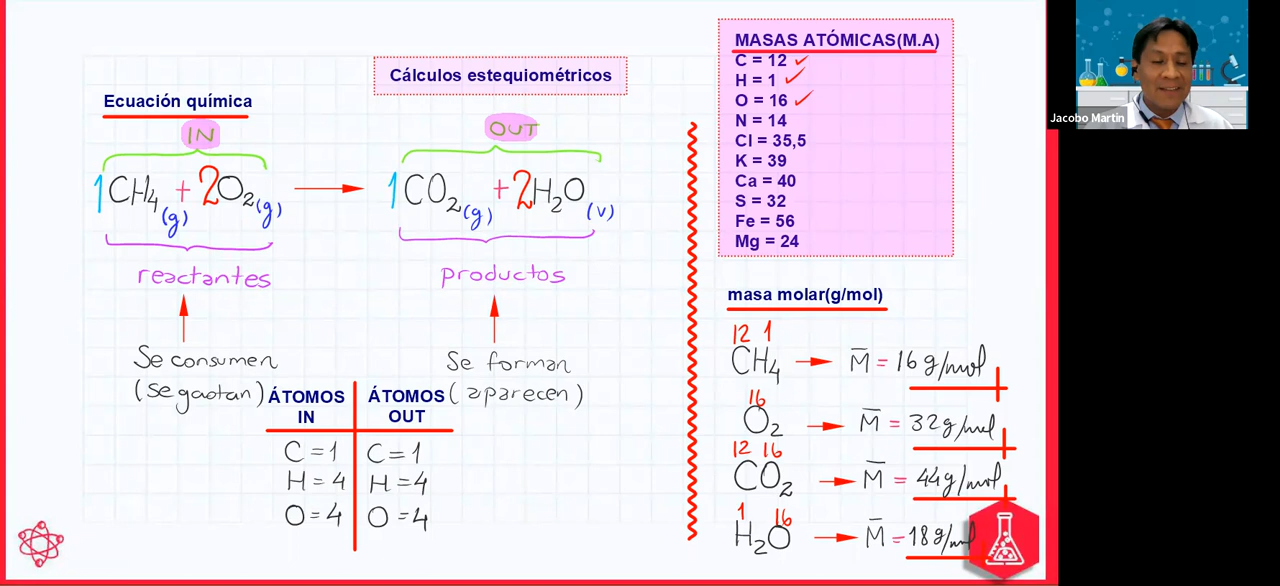 Cálculos estequiométricos
Ecuación química
IN
OUT
1CH₄(g) + 2O₂(g) → 1CO₂(g) + 2H₂O(v)
reactantes
productos
Se consumen
(se gastan)
Se forman
(aparecen)
ÁTOMOS IN
ÁTOMOS OUT
C = 1
C = 1
H = 4
H = 4
O = 4
O = 4
MASAS ATÓMICAS(M.A)
C = 12 ✓
H = 1 ✓
O = 16 ✓
N = 14
Cl = 35,5
K = 39
Ca = 40
S = 32
Fe = 56
Mg = 24
masa molar(g/mol)
12 1
CH₄ → M̅ = 16 g/mol
16
O₂ → M̅ = 32 g/mol
12 16
CO₂ → M̅ = 44 g/mol
1 16
H₂O → M̅ = 18 g/mol
Jacobo Martin